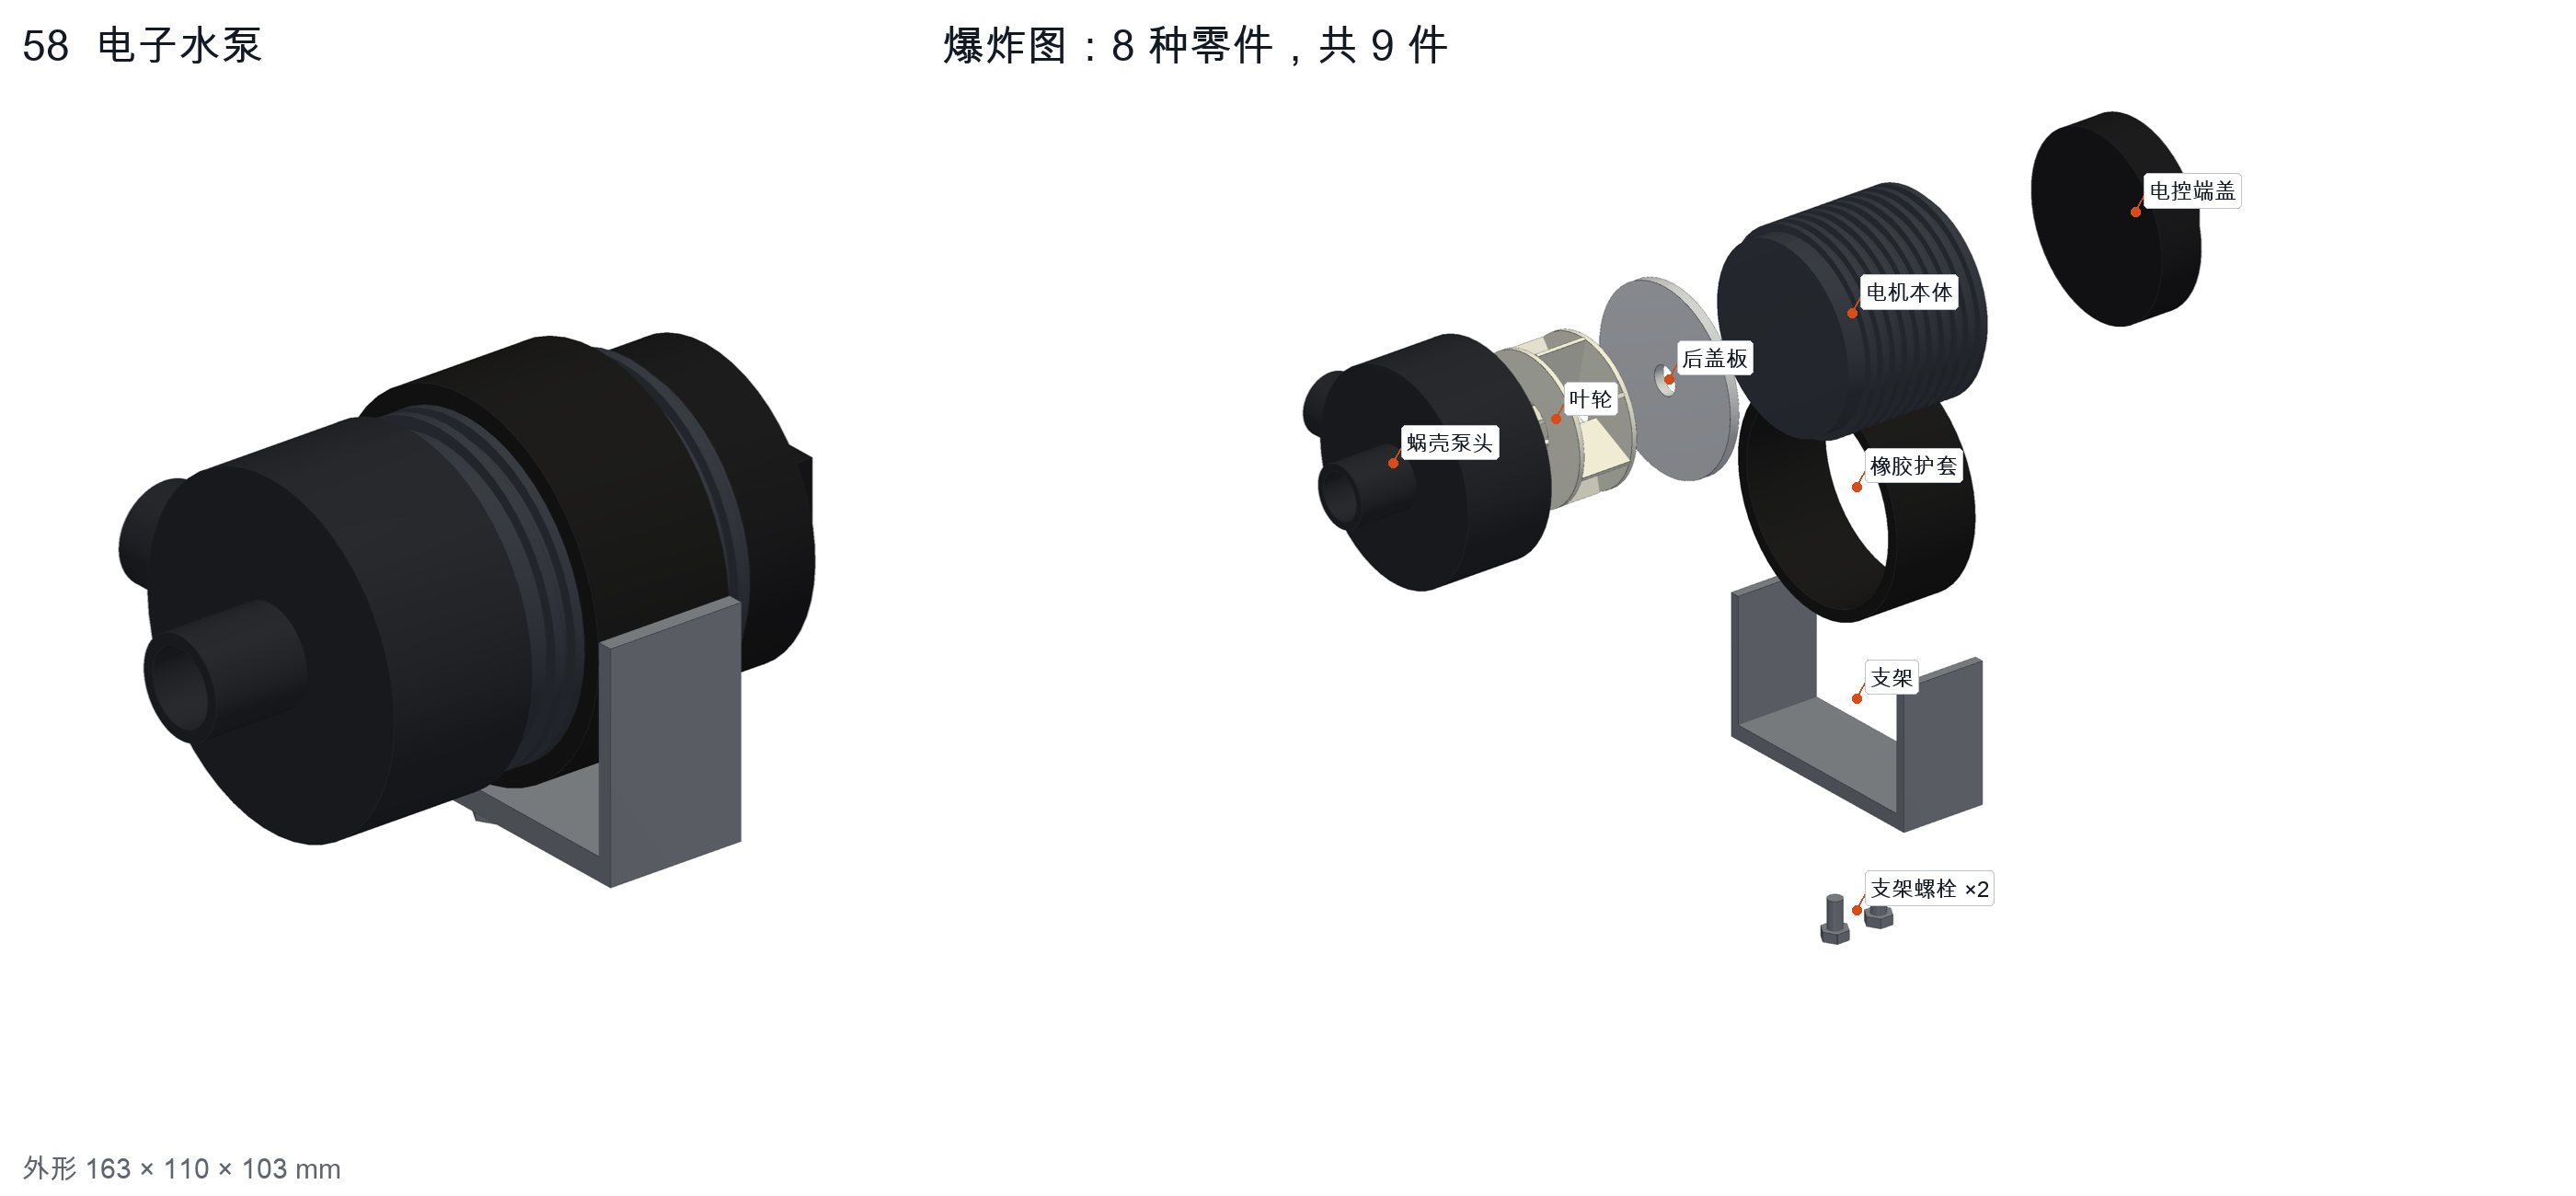 58 电子水泵
爆炸图：8 种零件，共 9 件
电控端盖
电机本体
后盖板
叶轮
蜗壳泵头
橡胶护套
支架
支架螺栓 ×2
外形 163 × 110 × 103 mm